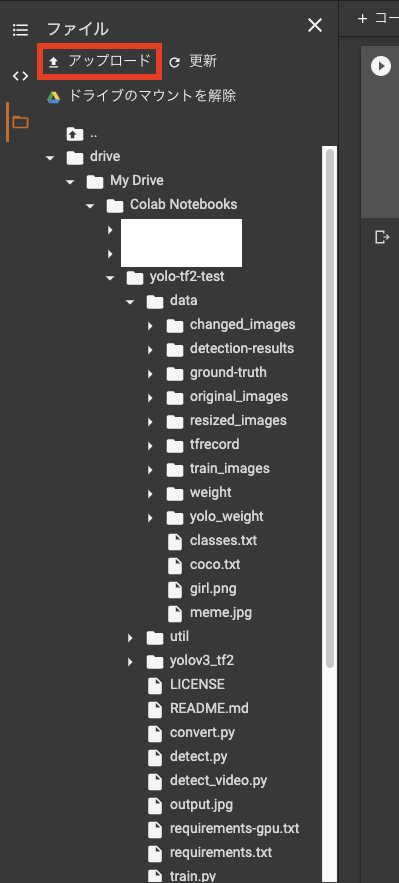 ファイル
アップロード 更新
ドライブのマウントを解除
..
drive
My Drive
Colab Notebooks
yolo-tf2-test
data
changed_images
detection-results
ground-truth
original_images
resized_images
tfrecord
train_images
weight
yolo_weight
classes.txt
coco.txt
girl.png
meme.jpg
util
yolov3_tf2
LICENSE
README.md
convert.py
detect.py
detect_video.py
output.jpg
requirements-gpu.txt
requirements.txt
train.py
+ コー